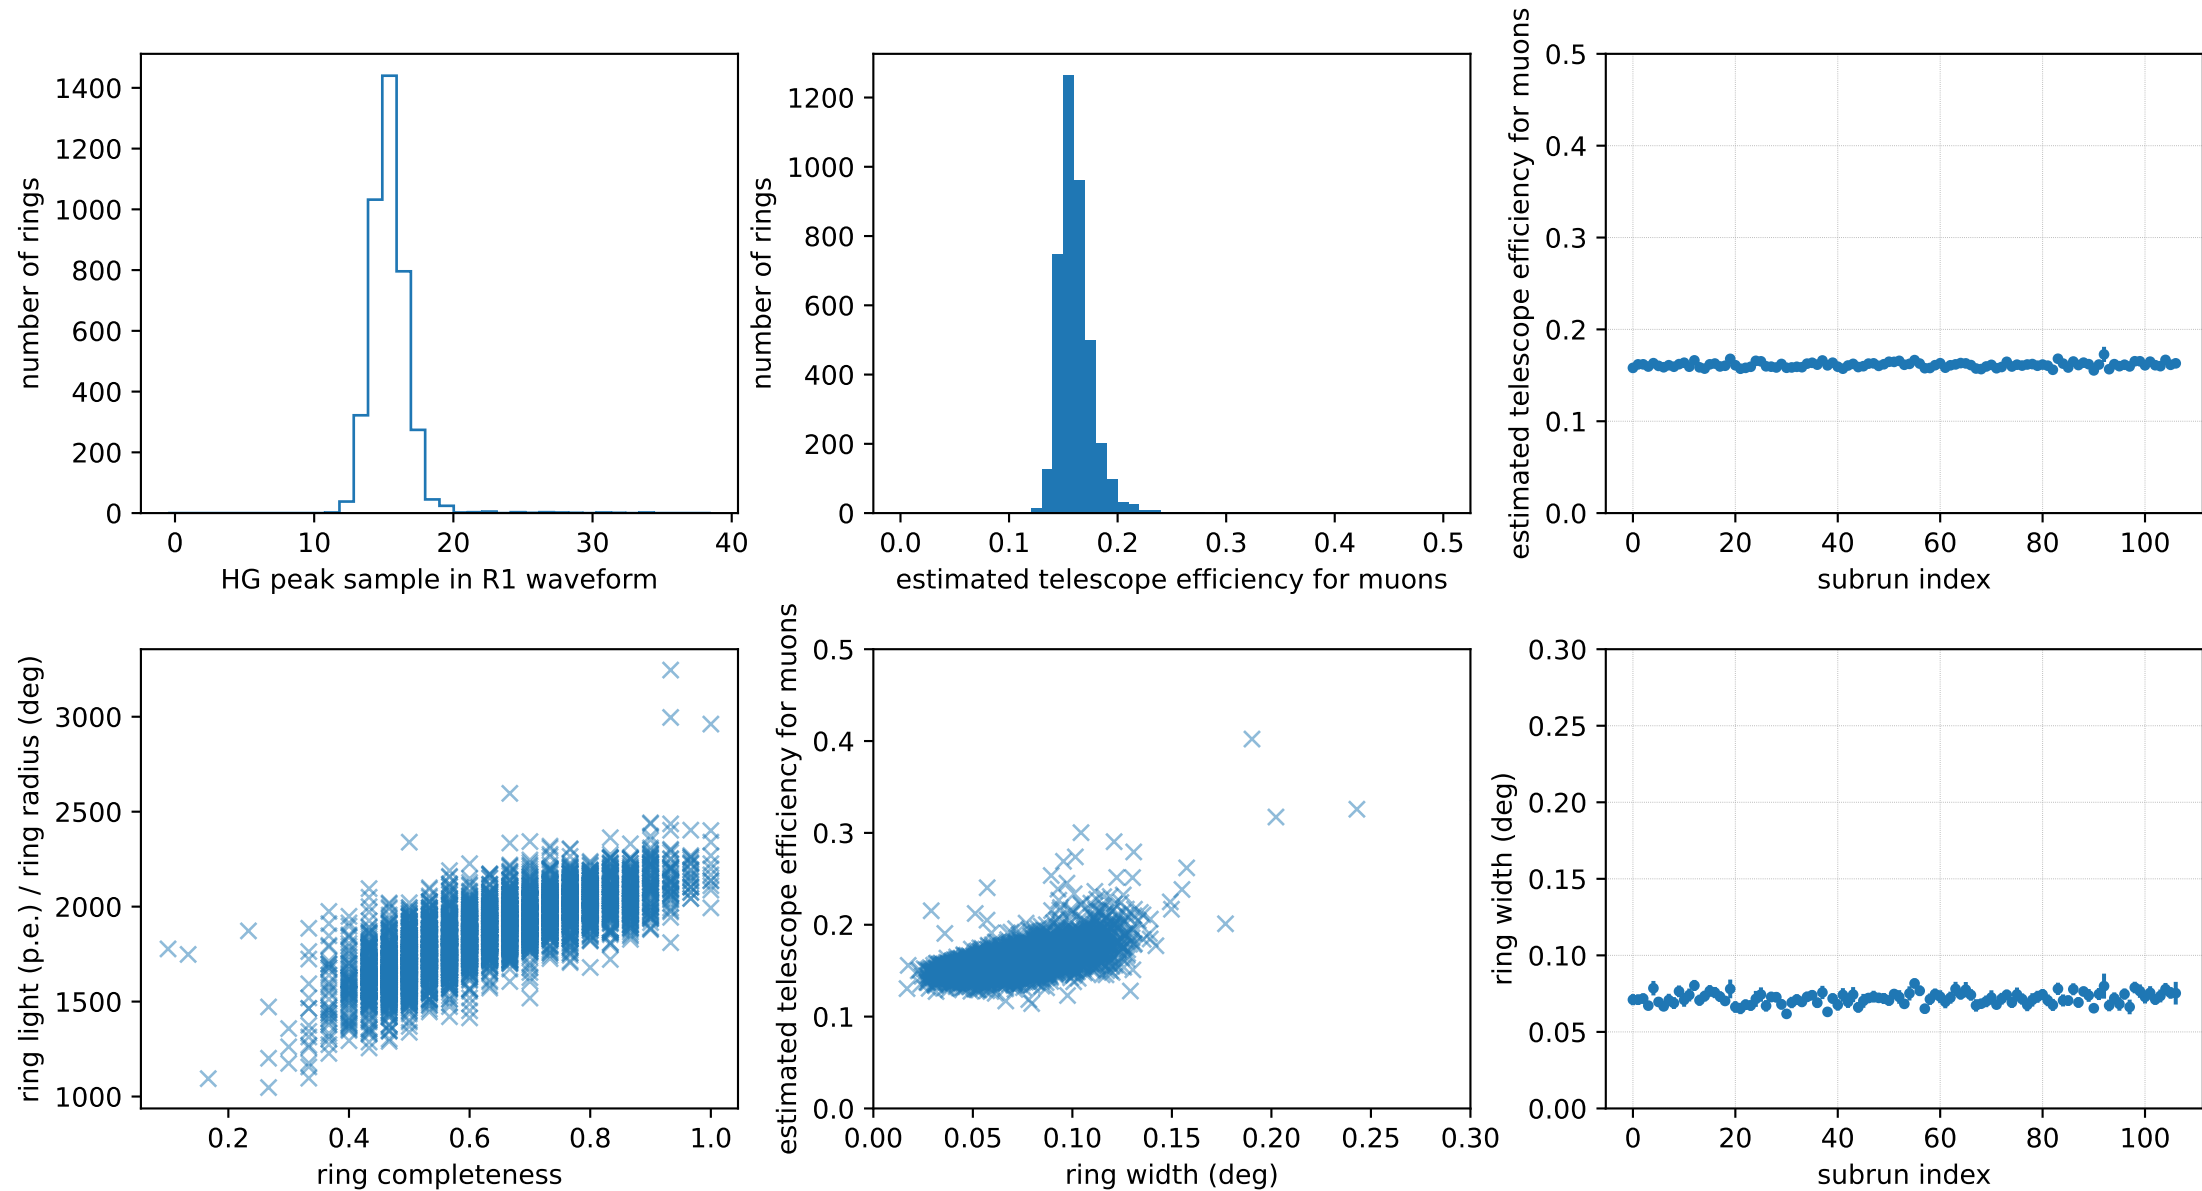 number of rings
1400
1200
1000
800
600
400
200
0
0 10 20 30 40
HG peak sample in R1 waveform
number of rings
1200
1000
800
600
400
200
0
0.0 0.1 0.2 0.3 0.4 0.5
estimated telescope efficiency for muons
estimated telescope efficiency for muons
0.5
0.4
0.3
0.2
0.1
0.0
0 20 40 60 80 100
subrun index
ring light (p.e.) / ring radius (deg)
3000
2500
2000
1500
1000
0.2 0.4 0.6 0.8 1.0
ring completeness
estimated telescope efficiency for muons
0.5
0.4
0.3
0.2
0.1
0.0
0.00 0.05 0.10 0.15 0.20 0.25 0.30
ring width (deg)
ring width (deg)
0.30
0.25
0.20
0.15
0.10
0.05
0.00
0 20 40 60 80 100
subrun index